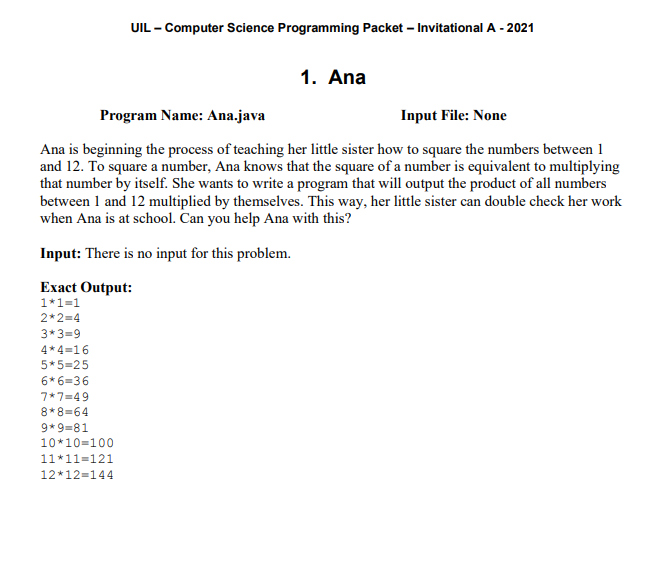 UIL – Computer Science Programming Packet – Invitational A - 2021
1. Ana
Program Name: Ana.java Input File: None
Ana is beginning the process of teaching her little sister how to square the numbers between 1
and 12. To square a number, Ana knows that the square of a number is equivalent to multiplying
that number by itself. She wants to write a program that will output the product of all numbers
between 1 and 12 multiplied by themselves. This way, her little sister can double check her work
when Ana is at school. Can you help Ana with this?
Input: There is no input for this problem.
Exact Output:
1*1=1
2*2=4
3*3=9
4*4=16
5*5=25
6*6=36
7*7=49
8*8=64
9*9=81
10*10=100
11*11=121
12*12=144